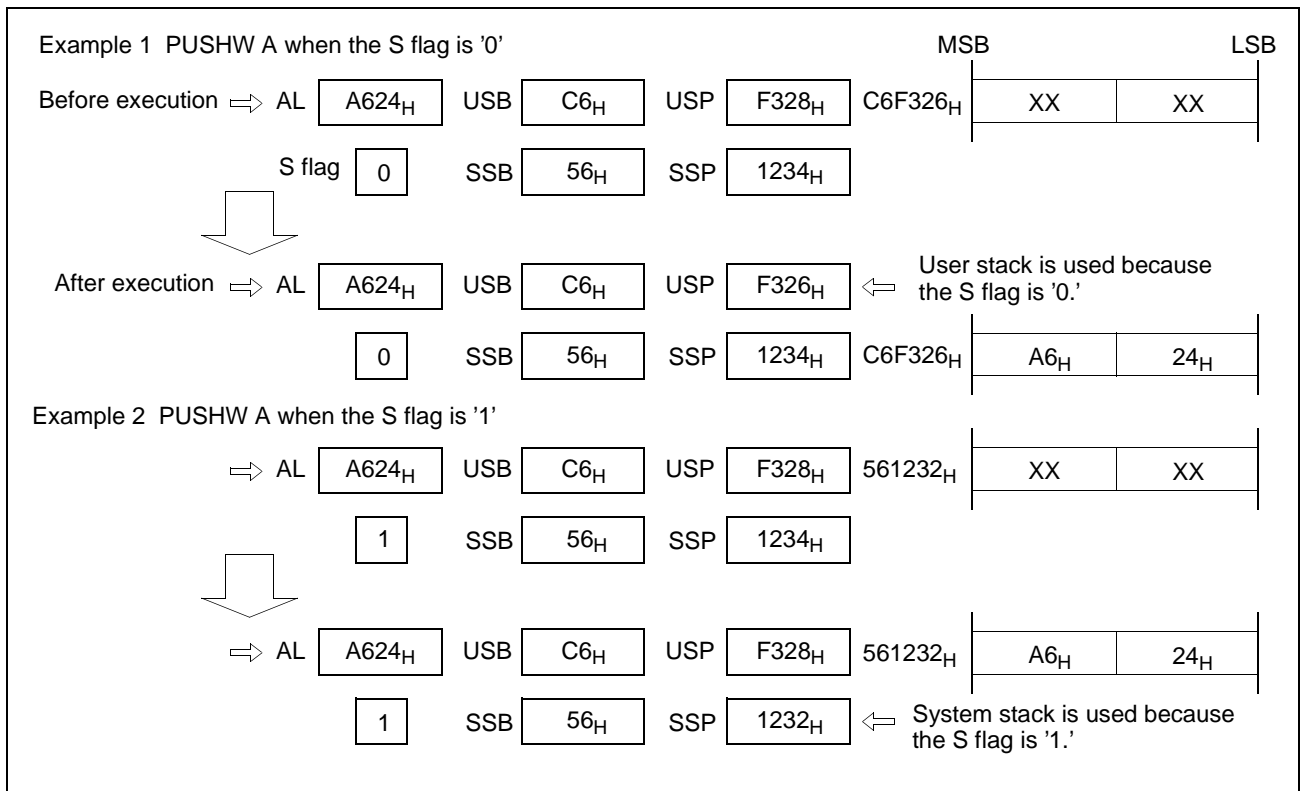 Example 1  PUSHW A when the S flag is ’0’
MSB LSB
Before execution AL A624H USB C6H USP F328H C6F326H XX XX
S flag 0 SSB 56H SSP 1234H
After execution AL A624H USB C6H USP F326H User stack is used because
the S flag is ’0.’
0 SSB 56H SSP 1234H C6F326H A6H 24H
Example 2  PUSHW A when the S flag is ’1’
AL A624H USB C6H USP F328H 561232H XX XX
1 SSB 56H SSP 1234H
AL A624H USB C6H USP F328H 561232H A6H 24H
1 SSB 56H SSP 1232H System stack is used because
the S flag is ’1.’